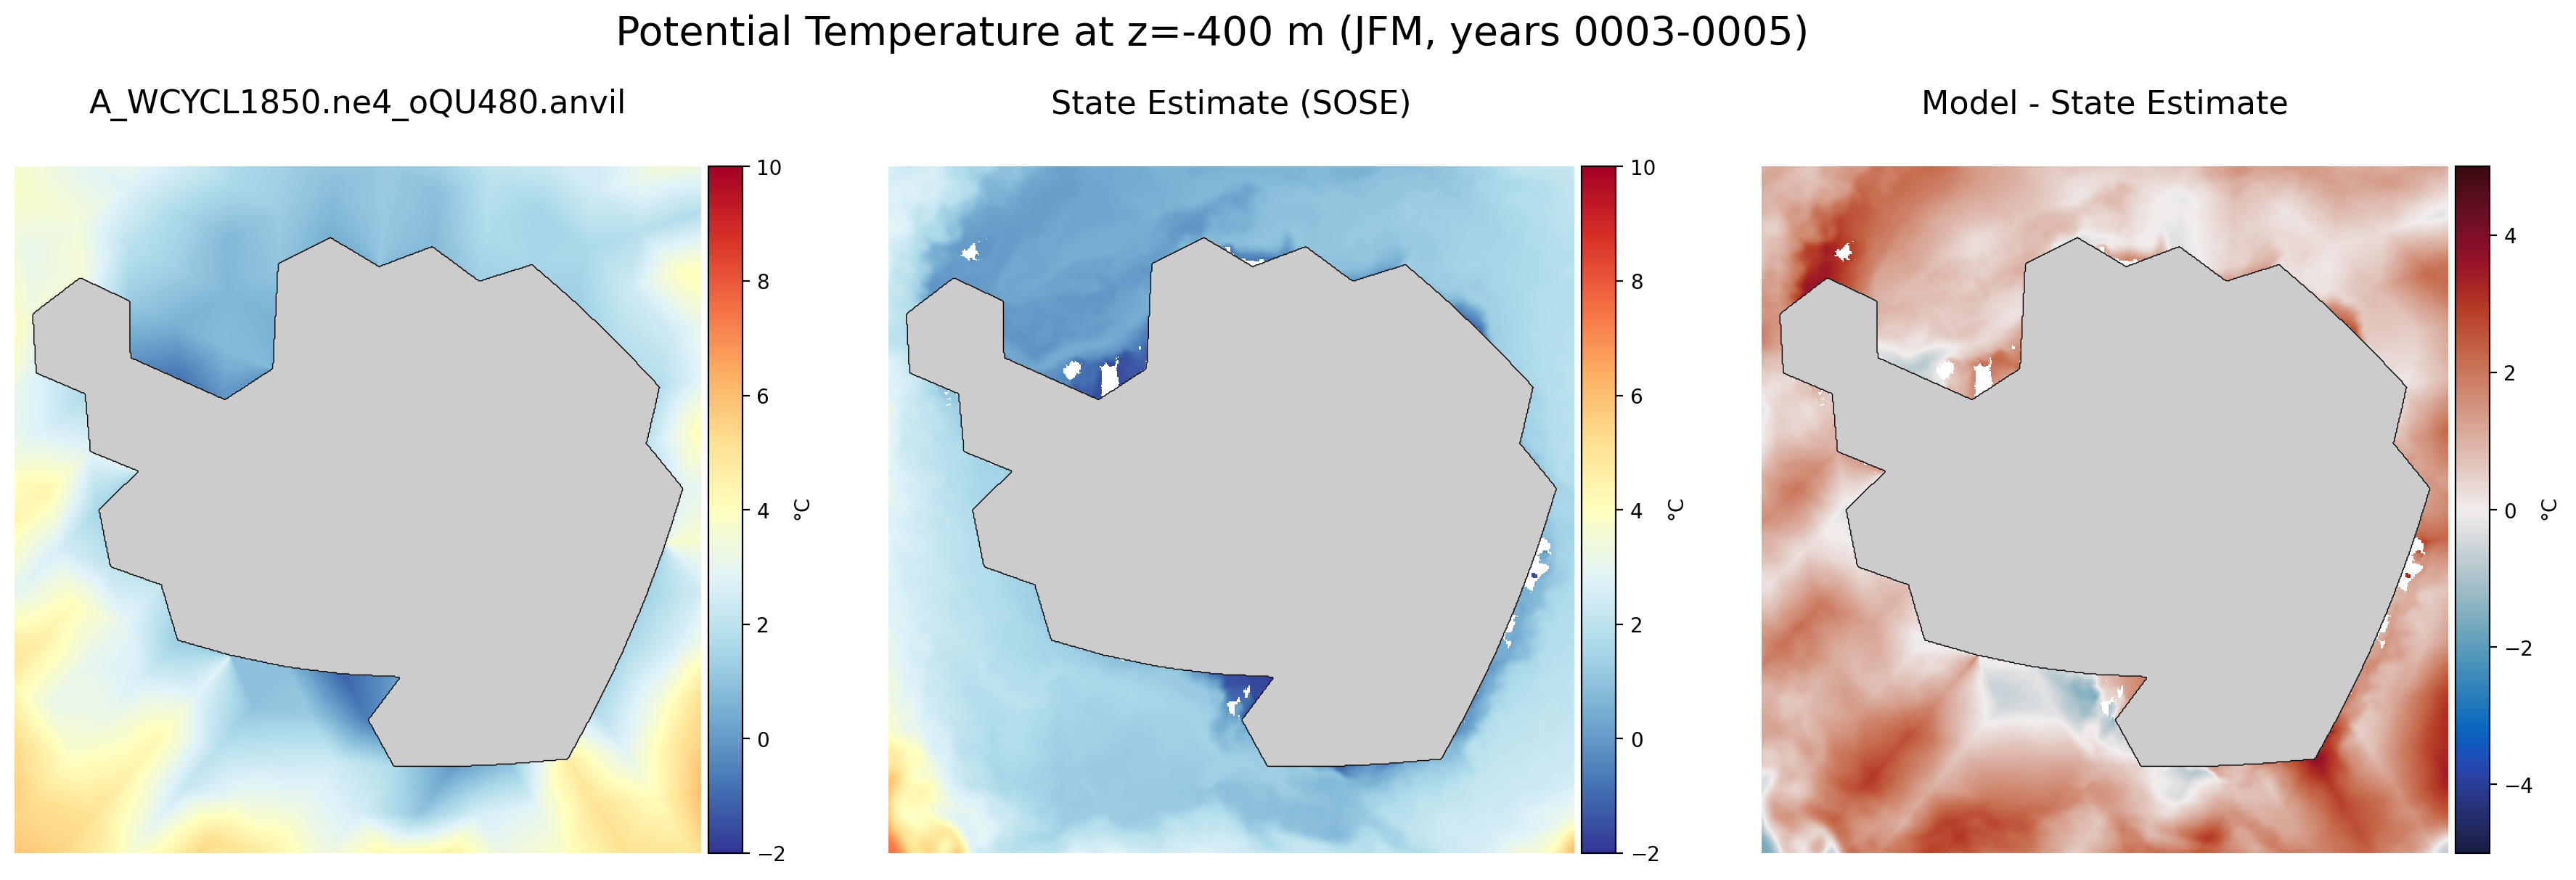 Potential Temperature at z=-400 m (JFM, years 0003-0005)
A_WCYCL1850.ne4_oQU480.anvil
State Estimate (SOSE)
Model - State Estimate
10
8
6
4
2
0
−2
°C
10
8
6
4
2
0
−2
°C
4
2
0
−2
−4
°C